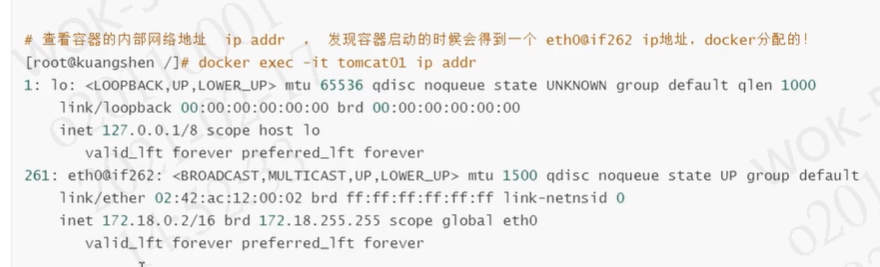 # 查看容器的内部网络地址 ip addr ， 发现容器启动的时候会得到一个 eth0@if262 ip地址，docker分配的！
[root@kuangshen /]# docker exec -it tomcat01 ip addr
1: lo: <LOOPBACK,UP,LOWER_UP> mtu 65536 qdisc noqueue state UNKNOWN group default qlen 1000
link/loopback 00:00:00:00:00:00 brd 00:00:00:00:00:00
inet 127.0.0.1/8 scope host lo
valid_lft forever preferred_lft forever
261: eth0@if262: <BROADCAST,MULTICAST,UP,LOWER_UP> mtu 1500 qdisc noqueue state UP group default
link/ether 02:42:ac:12:00:02 brd ff:ff:ff:ff:ff:ff link-netnsid 0
inet 172.18.0.2/16 brd 172.18.255.255 scope global eth0
valid_lft forever preferred_lft forever